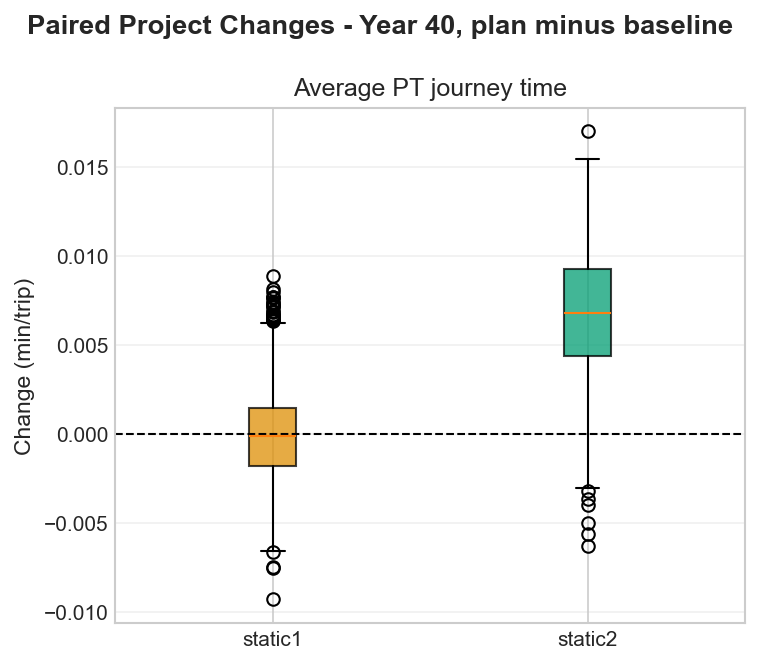 Paired Project Changes - Year 40, plan minus baseline
Average PT journey time
Change (min/trip)
0.015
0.010
0.005
0.000
−0.005
−0.010
static1
static2